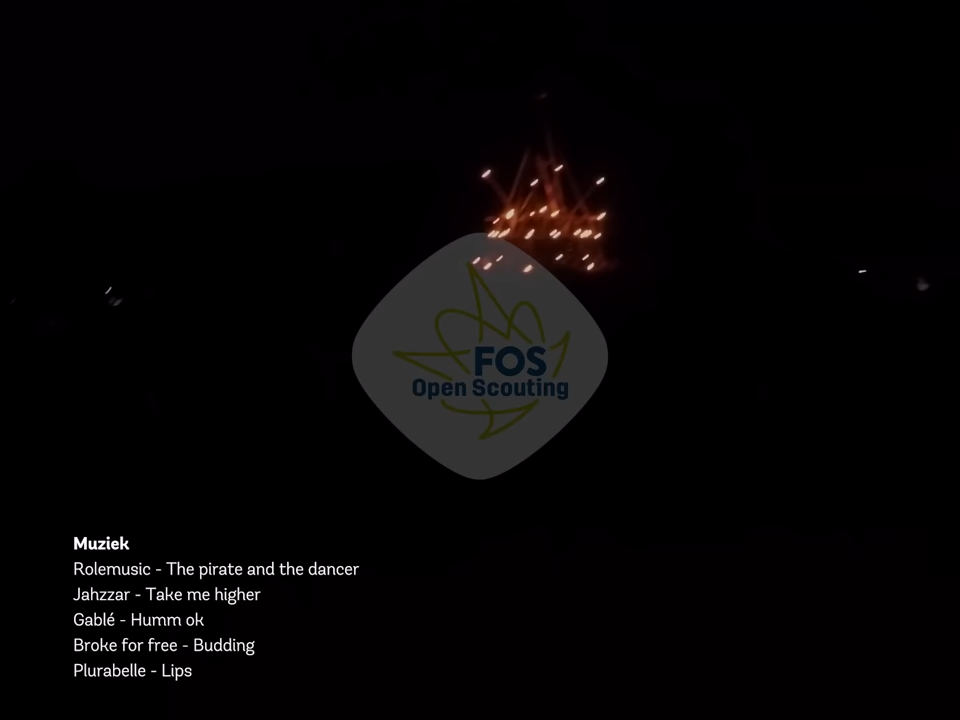 FOS
Open Scouting
Muziek
Rolemusic - The pirate and the dancer
Jahzzar - Take me higher
Gablé - Humm ok
Broke for free - Budding
Plurabelle - Lips